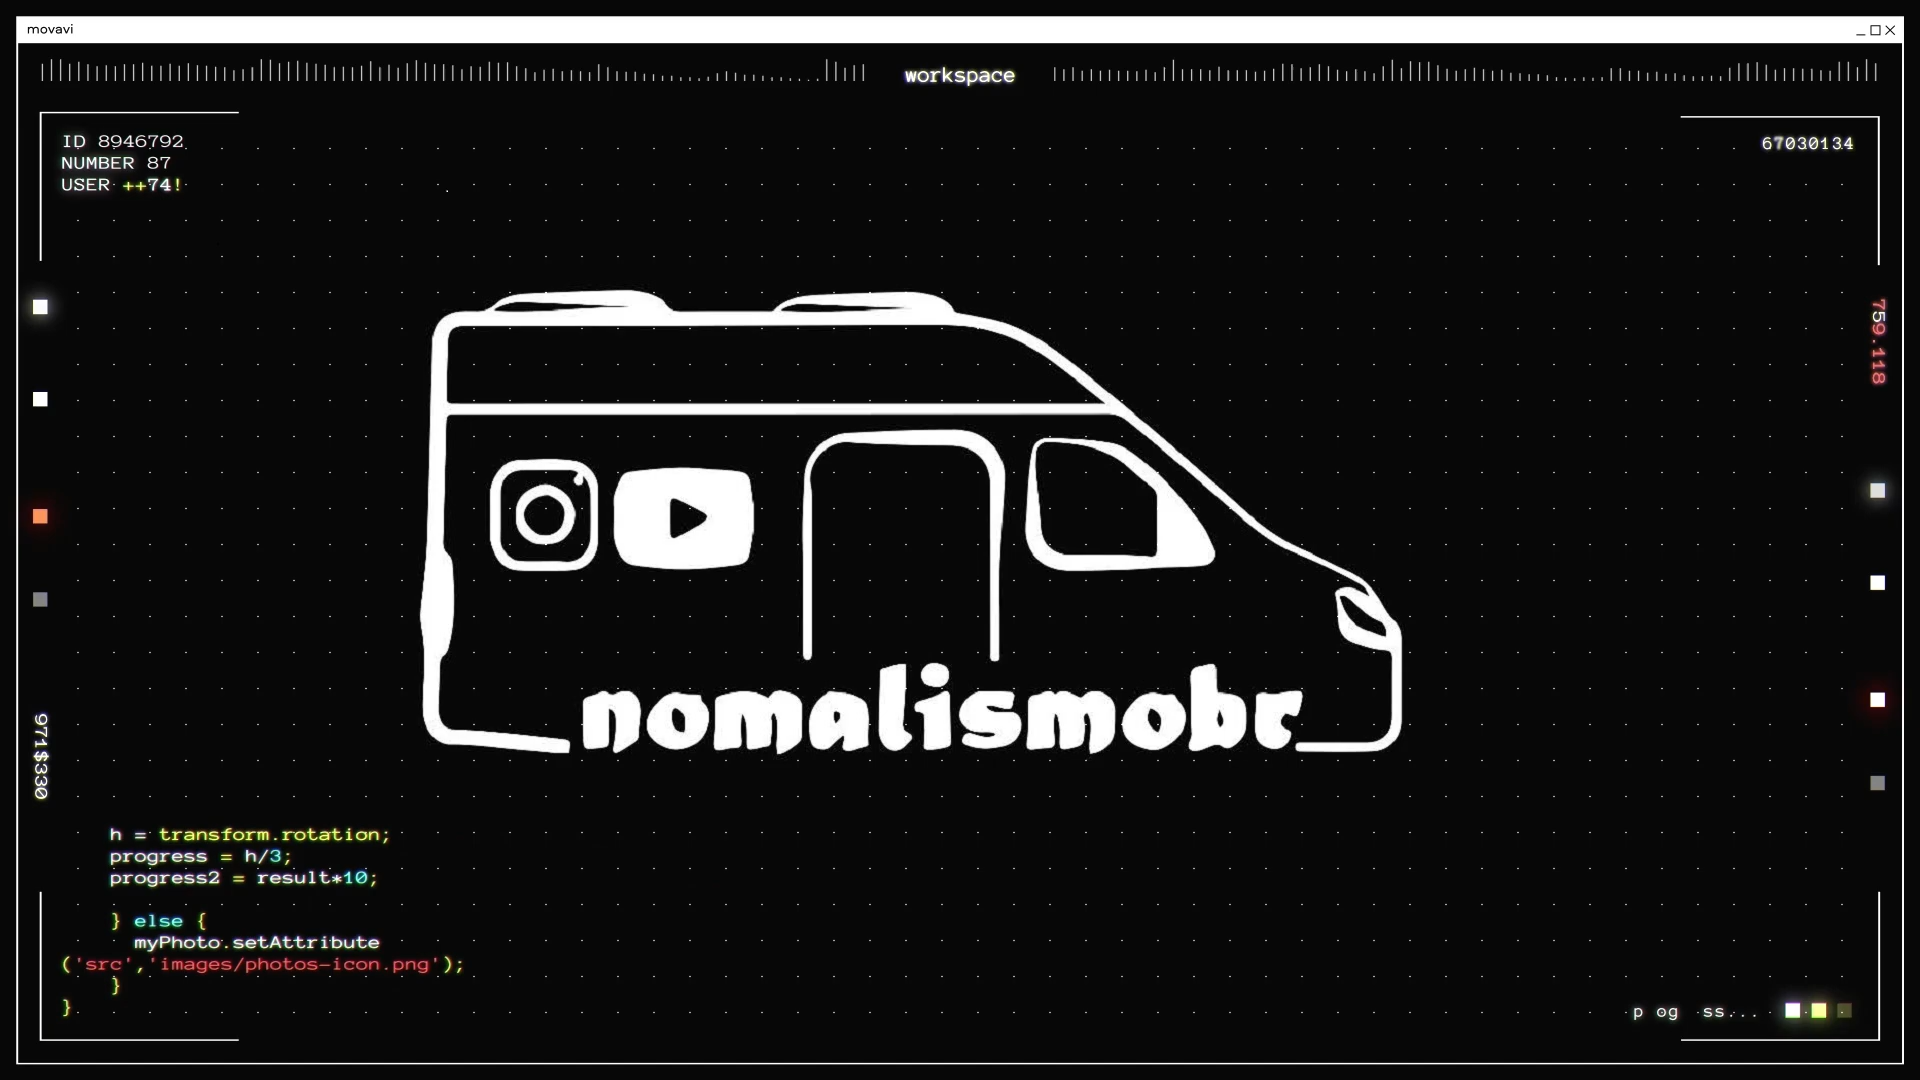 movavi
workspace
ID 8946792
NUMBER 87
USER ++74!
67030134
759.118
971$330
nomalismobr
h = transform.rotation;
progress = h/3;
progress2 = result*10;
} else {
myPhoto.setAttribute
('src','images/photos-icon.png');
}
}
p og ss...